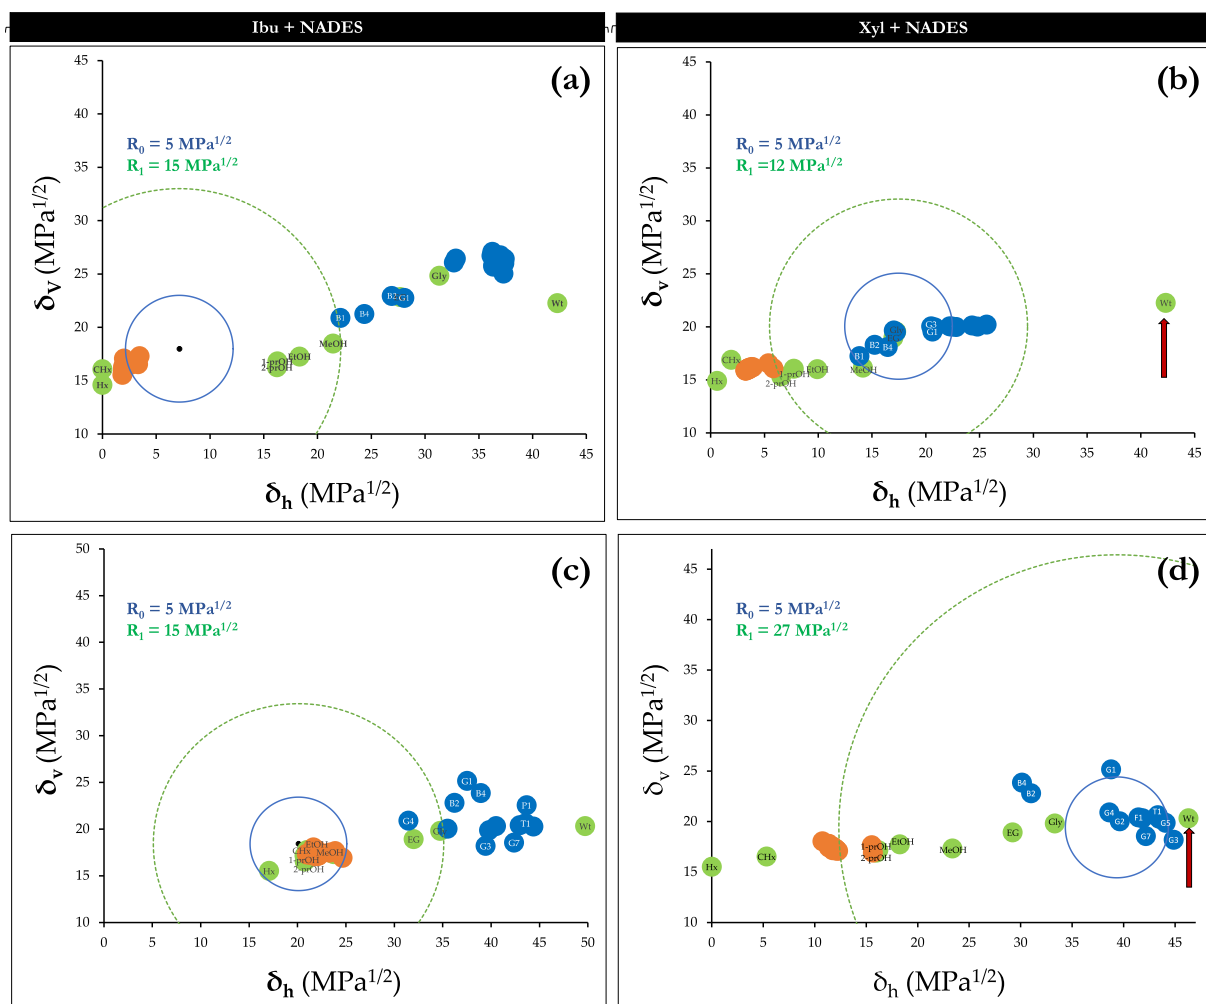 Ibu + NADES
Xyl + NADES
(a)
R0 = 5 MPa1/2
R1 = 15 MPa1/2
45
40
35
30
25
20
15
10
δV (MPa1/2)
Gly
B2
G1
B1
B4
Wt
MeOH
EtOH
1-prOH
2-prOH
CHx
Hx
0 5 10 15 20 25 30 35 40 45
δh (MPa1/2)
(b)
R0 = 5 MPa1/2
R1 =12 MPa1/2
45
40
35
30
25
20
15
10
δv (MPa1/2)
Wt
G3
G1
B2
B4
B1
CHx
MeOH
EtOH
1-prOH
2-prOH
Hx
0 5 10 15 20 25 30 35 40 45
δh (MPa1/2)
(c)
R0 = 5 MPa1/2
R1 = 15 MPa1/2
50
45
40
35
30
25
20
15
10
δv (MPa1/2)
G1
B4
B2
P1
G4
T1
Wt
EG
G3
G7
EtOH
CHx
MeOH
1-prOH
2-prOH
Hx
0 5 10 15 20 25 30 35 40 45 50
δh (MPa1/2)
(d)
R0 = 5 MPa1/2
R1 = 27 MPa1/2
45
40
35
30
25
20
15
10
δv (MPa1/2)
G1
B4
B2
G4
T1
F1
G2
G5
Wt
Gly
EG
G7
G3
EtOH
1-prOH
MeOH
2-prOH
CHx
Hx
0 5 10 15 20 25 30 35 40 45
δh (MPa1/2)